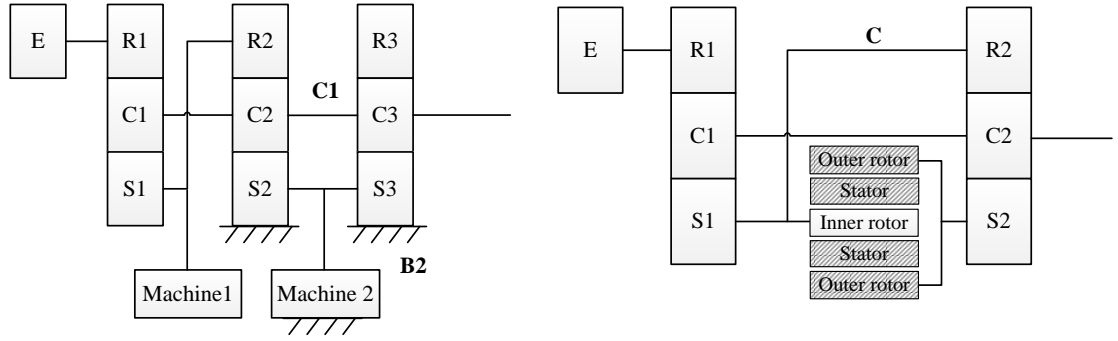 E R1 R2 R3
C1
C1 C2 C3
S1 S2 S3
B2
Machine1 Machine 2
C
E R1 R2
C1 C2
Outer rotor
Stator
S1 Inner rotor S2
Stator
Outer rotor